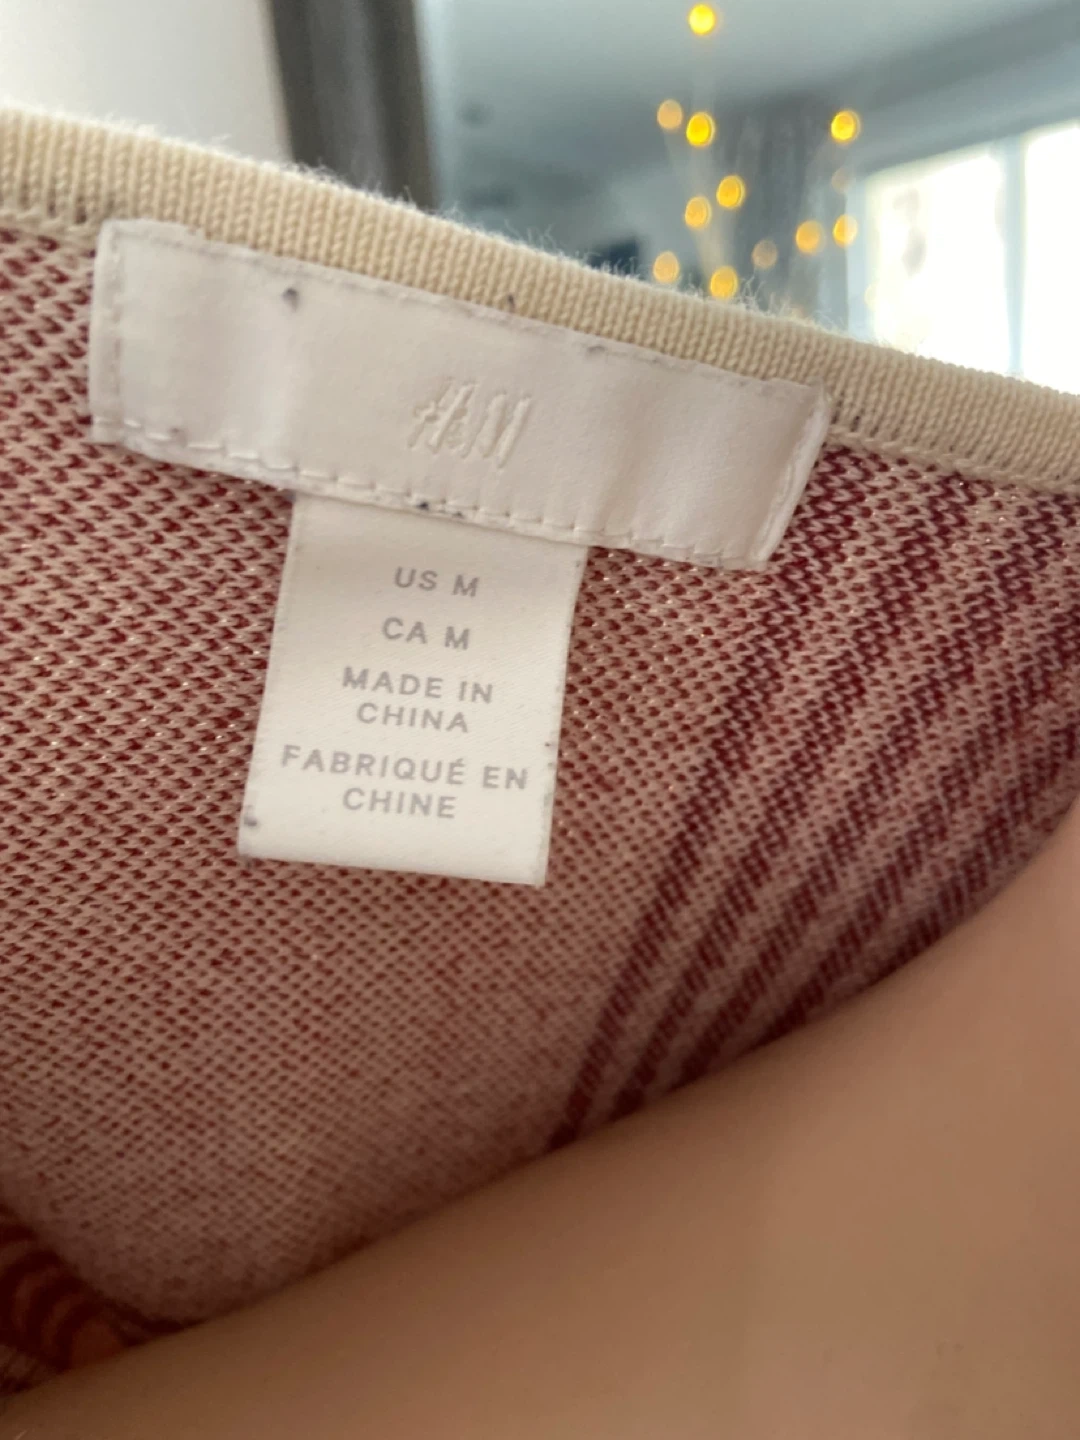 H&M
US M
CA M
MADE IN
CHINA
FABRIQUÉ EN
CHINE